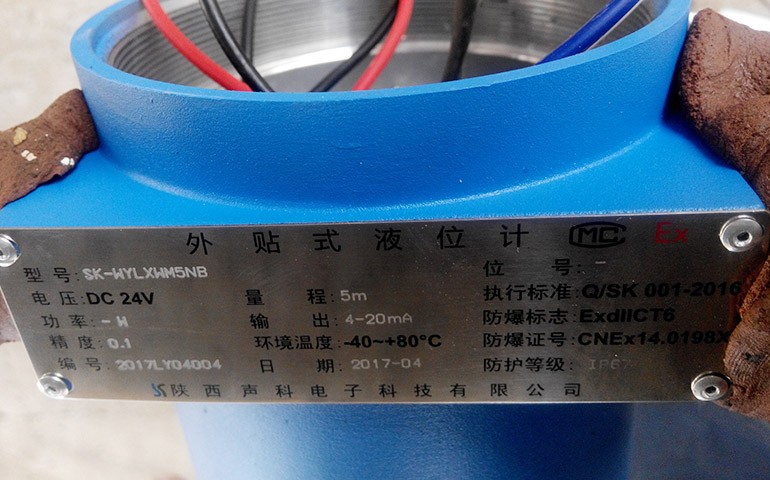 外贴式液位计 MC Ex
型号: SK-WYLXWM5NB 位号: -
电压: DC 24V 量程: 5m 执行标准: Q/SK 001-2016
功率: - W 输出: 4-20mA 防爆标志: ExdIICT6
精度: 0.1 环境温度: -40~+80°C 防爆证号: CNEx14.0198X
编号: 2017LY04004 日期: 2017-04 防护等级: IP67
陕西声科电子科技有限公司